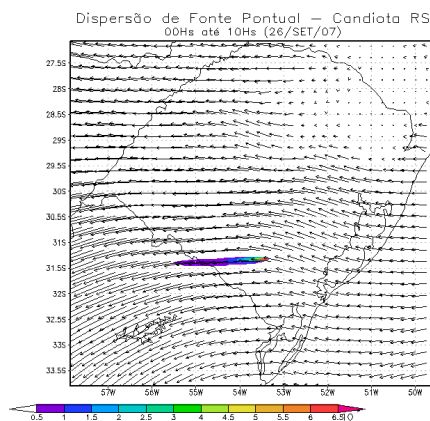 Dispersão de Fonte Pontual – Candiota RS
00Hs até 10Hs (26/SET/07)
27.5S
28S
28.5S
29S
29.5S
30S
30.5S
31S
31.5S
32S
32.5S
33S
33.5S
57W 56W 55W 54W 53W 52W 51W 50W
0.5 1 1.5 2 2.5 3 3.5 4 4.5 5 5.5 6 6.5